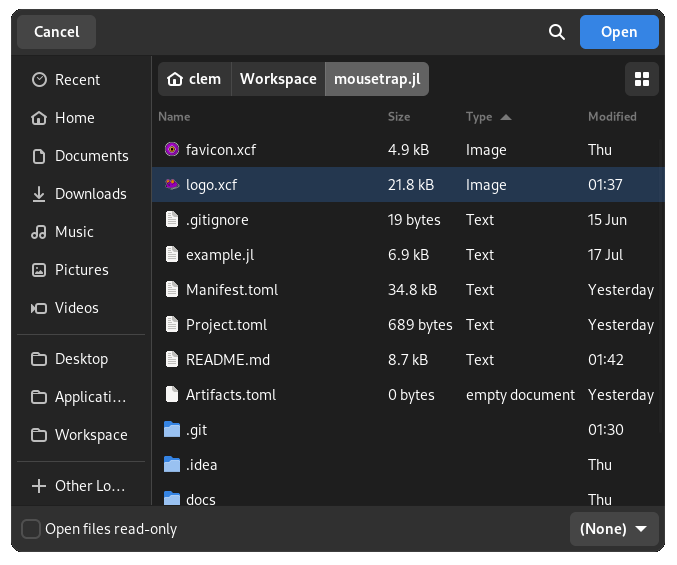 Cancel Open
Recent
Home
Documents
Downloads
Music
Pictures
Videos
Desktop
Applicati...
Workspace
Other Lo...
clem Workspace mousetrap.jl
Name Size Type Modified
favicon.xcf 4.9 kB Image Thu
logo.xcf 21.8 kB Image 01:37
.gitignore 19 bytes Text 15 Jun
example.jl 6.9 kB Text 17 Jul
Manifest.toml 34.8 kB Text Yesterday
Project.toml 689 bytes Text Yesterday
README.md 8.7 kB Text 01:42
Artifacts.toml 0 bytes empty document Yesterday
.git 01:30
.idea Thu
docs Thu
Open files read-only (None)